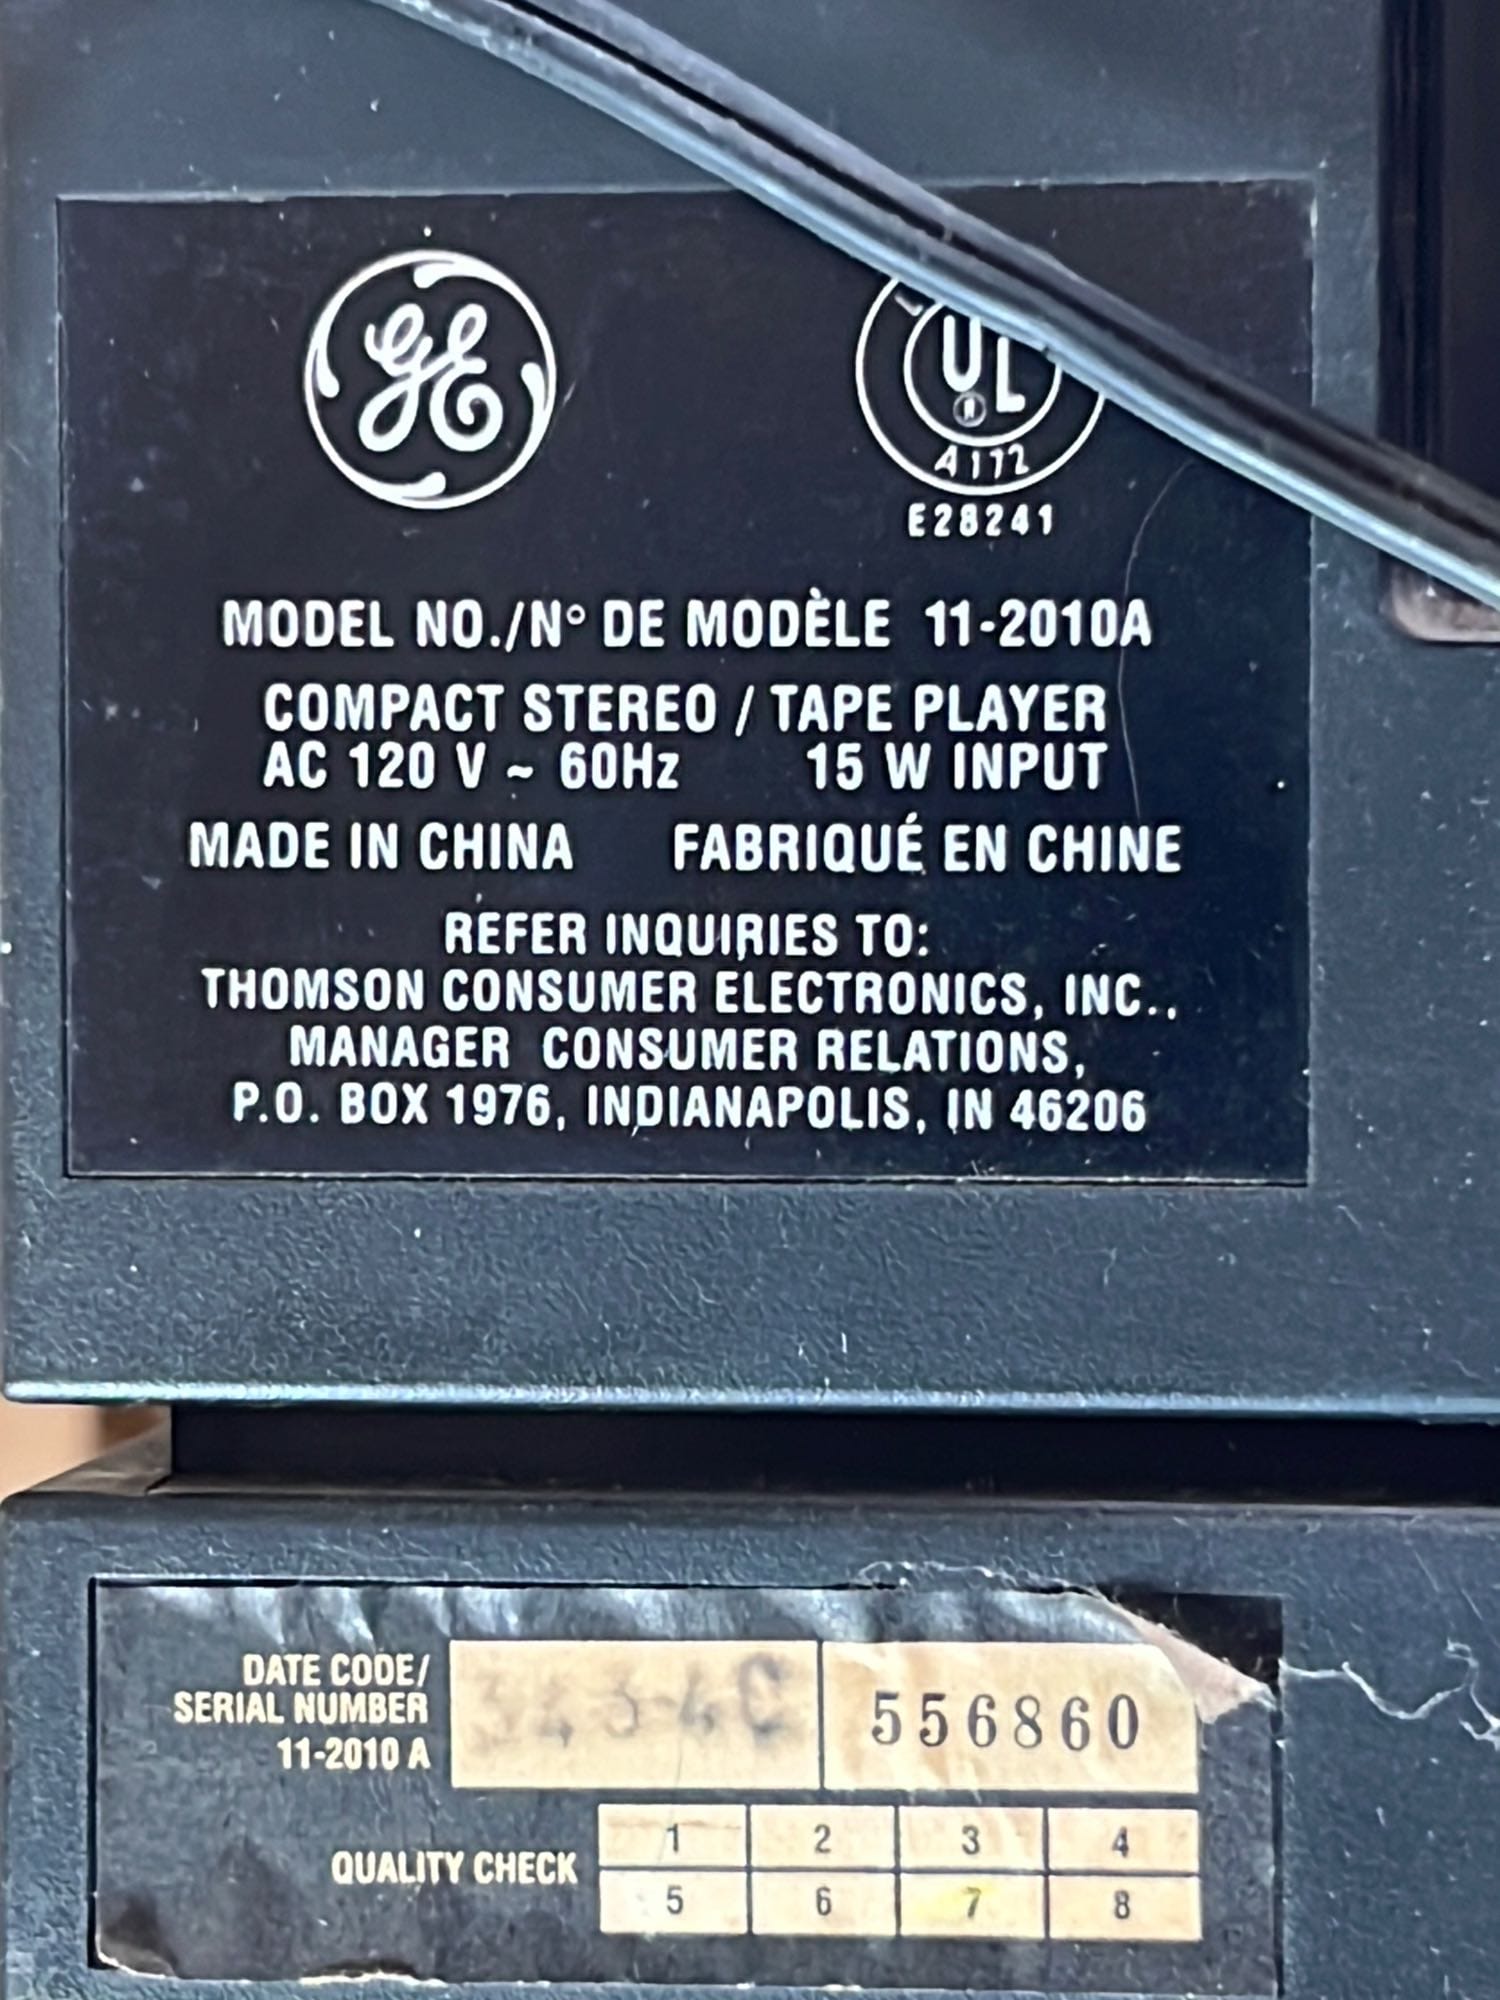 GE
UL
®
A172
E28241
MODEL NO./N° DE MODÈLE 11-2010A
COMPACT STEREO / TAPE PLAYER
AC 120 V ~ 60Hz 15 W INPUT
MADE IN CHINA FABRIQUÉ EN CHINE
REFER INQUIRIES TO:
THOMSON CONSUMER ELECTRONICS, INC.,
MANAGER CONSUMER RELATIONS,
P.O. BOX 1976, INDIANAPOLIS, IN 46206
DATE CODE/
SERIAL NUMBER
11-2010 A
556860
QUALITY CHECK
1 2 3 4
5 6 7 8